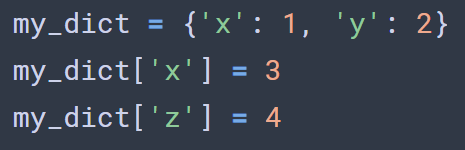 my_dict = {'x': 1, 'y': 2}
my_dict['x'] = 3
my_dict['z'] = 4